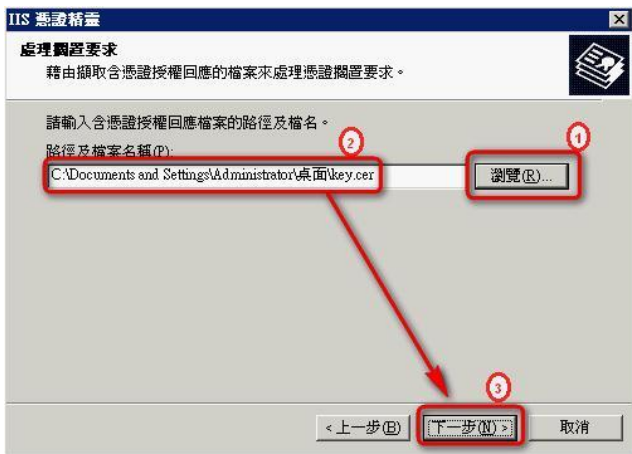 IIS 憑證精靈
處理擱置要求
藉由擷取含憑證授權回應的檔案來處理憑證擱置要求。
請輸入含憑證授權回應檔案的路徑及檔名。
2
1
路徑及檔案名稱(P):
C:\Documents and Settings\Administrator\桌面\key.cer
瀏覽(R)...
3
<上一步(B)
下一步(N)>
取消